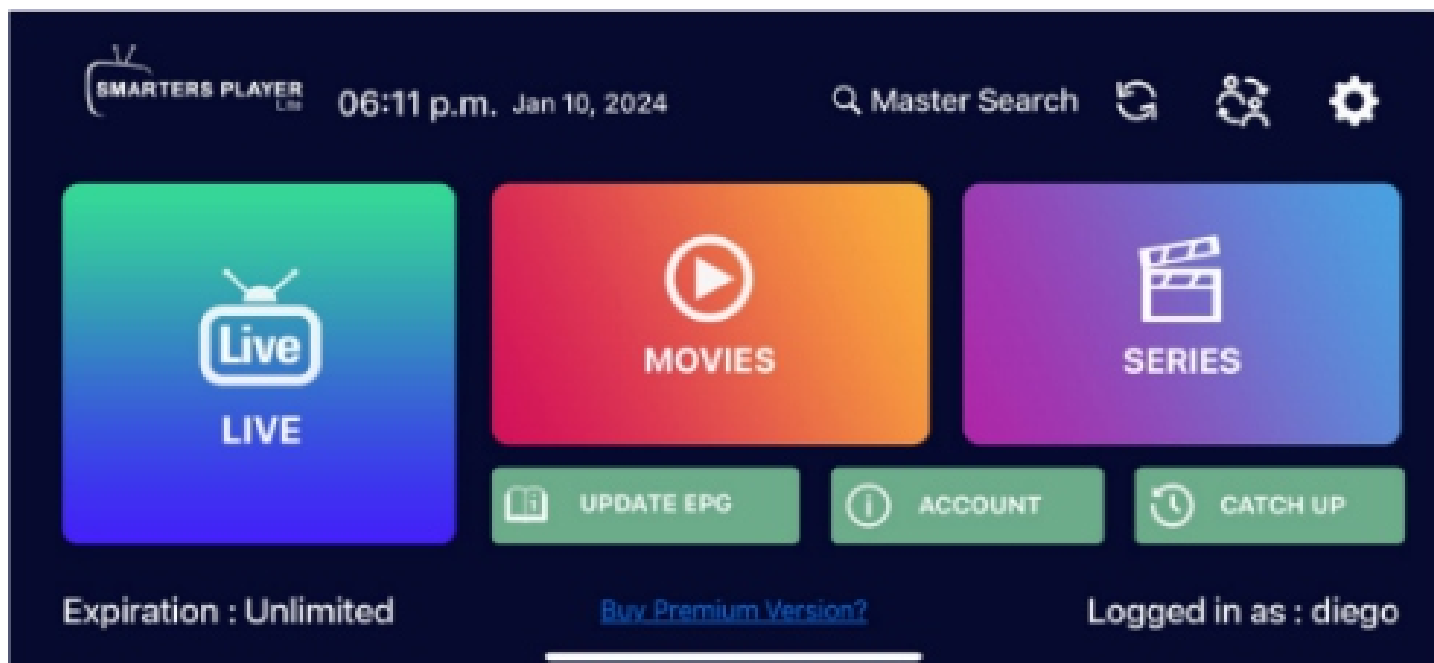 SMARTERS PLAYER
Lite
06:11 p.m. Jan 10, 2024
Master Search
Live
LIVE
MOVIES
SERIES
UPDATE EPG
ACCOUNT
CATCH UP
Expiration : Unlimited
Buy Premium Version?
Logged in as : diego